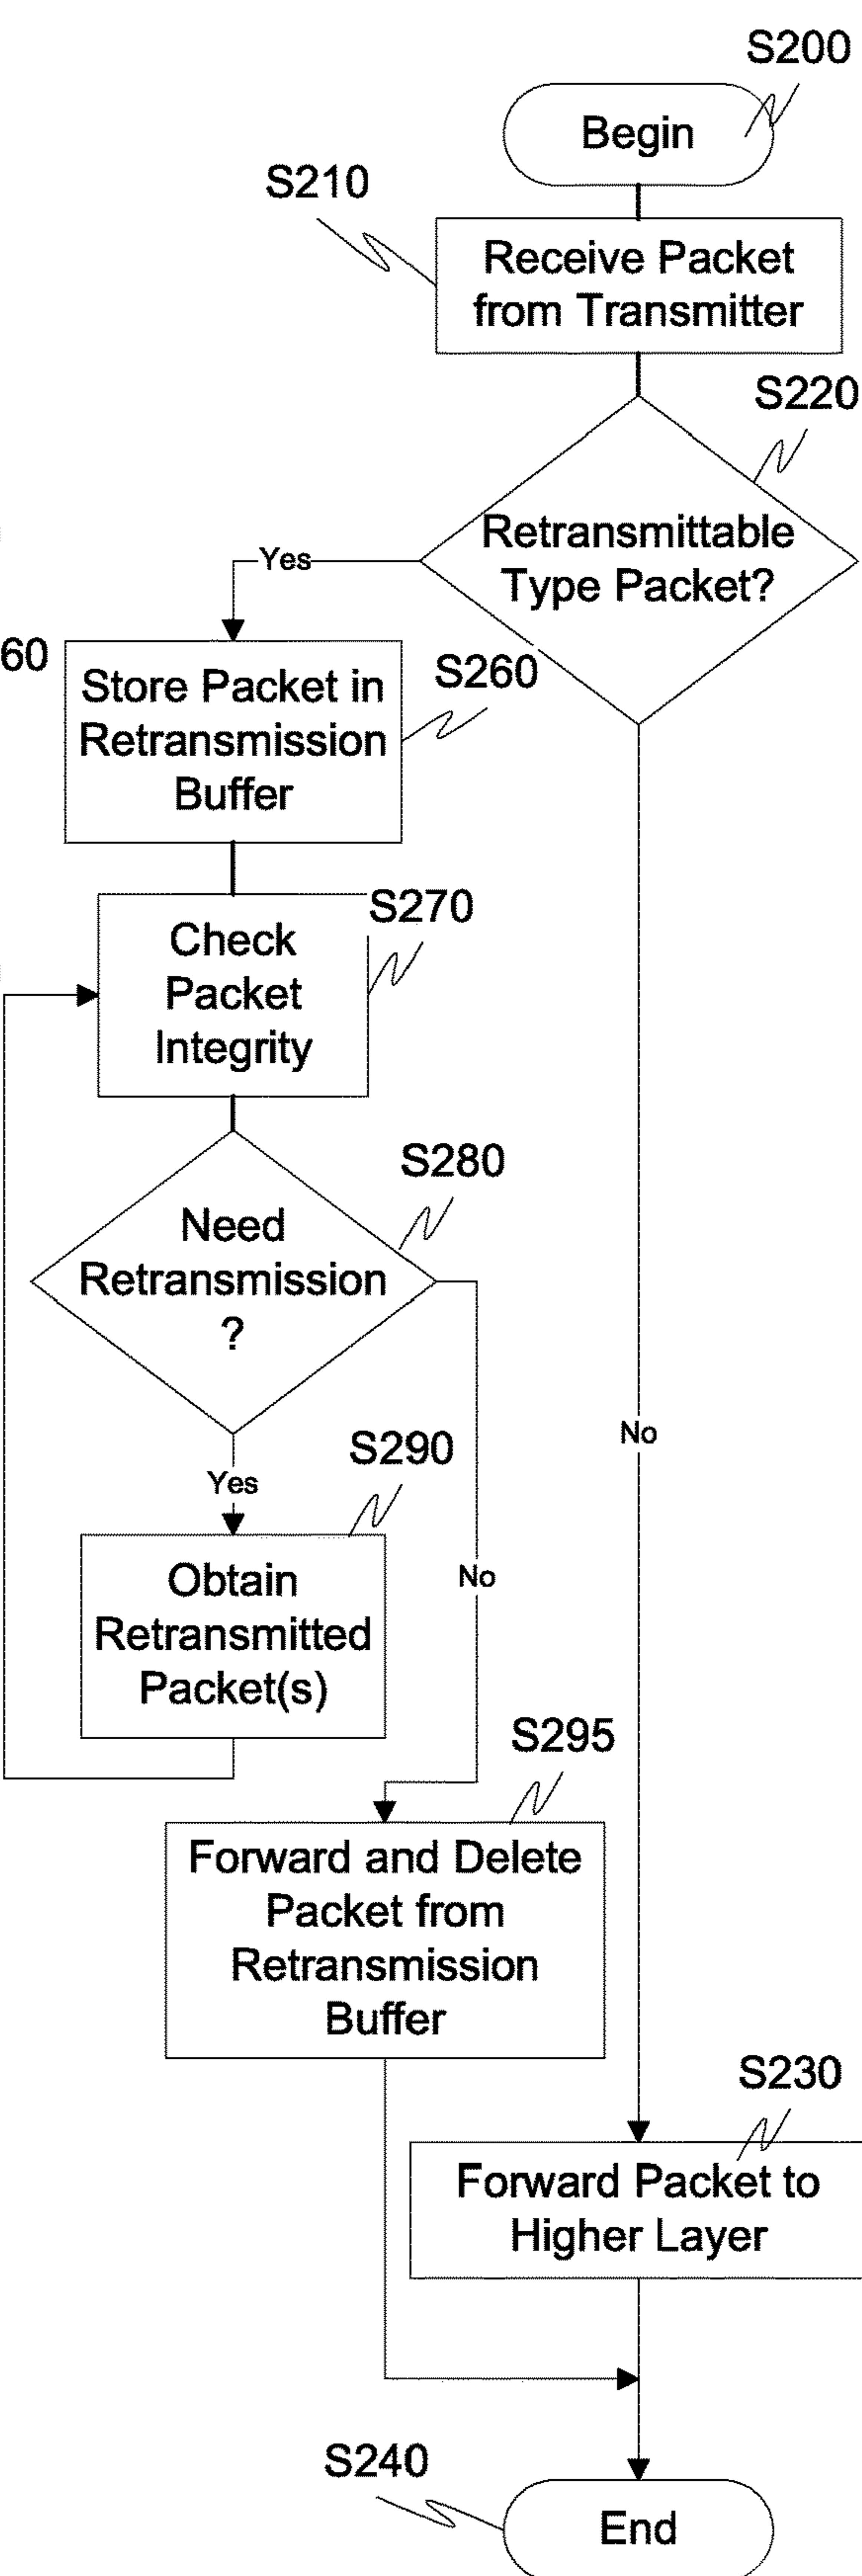 S200
Begin
S210
Receive Packet
from Transmitter
S220
Retransmittable
Type Packet?
Yes
60
Store Packet in
Retransmission
Buffer
S260
S270
Check
Packet
Integrity
S280
Need
Retransmission
?
S290
Yes
No
Obtain
Retransmitted
Packet(s)
No
S295
Forward and Delete
Packet from
Retransmission
Buffer
S230
Forward Packet to
Higher Layer
S240
End